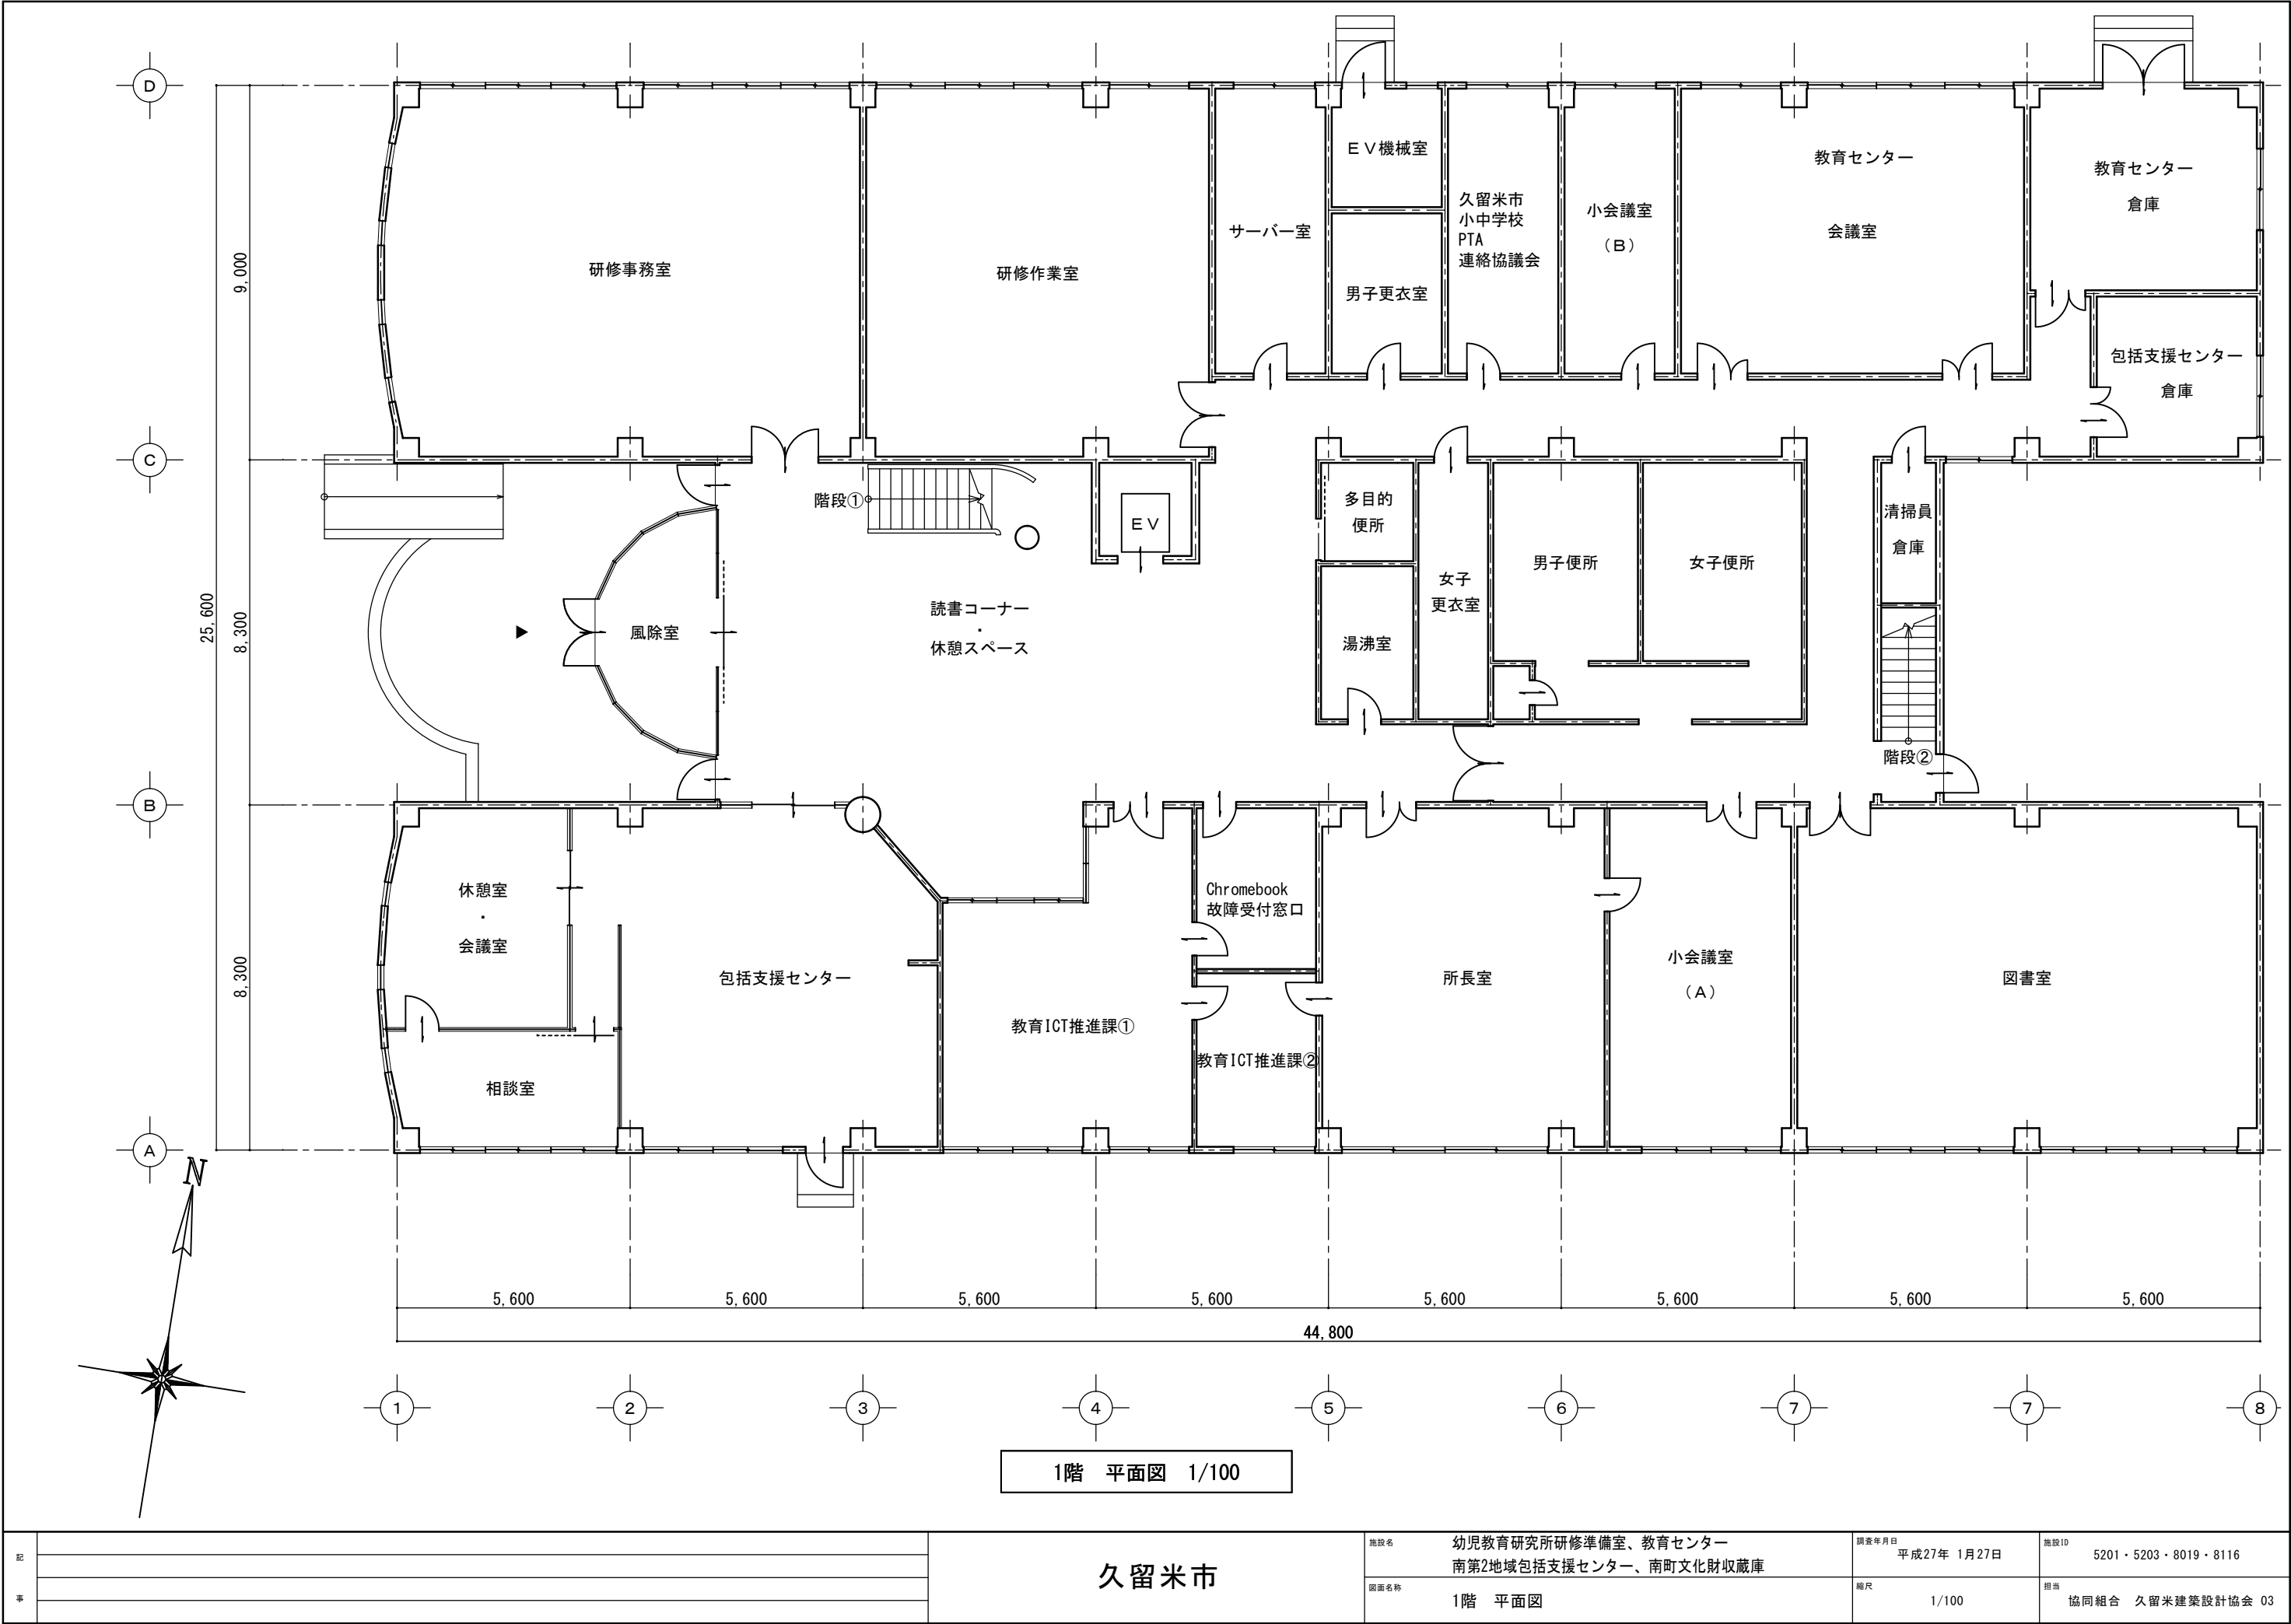 D
C
B
A
9,000
8,300
8,300
25,600
研修事務室
研修作業室
サーバー室
ＥＶ機械室
男子更衣室
久留米市
小中学校
PTA
連絡協議会
小会議室
（Ｂ）
教育センター
会議室
教育センター
倉庫
包括支援センター
倉庫
階段①
ＥＶ
多目的
便所
女子
更衣室
男子便所
女子便所
清掃員
倉庫
風除室
読書コーナー
・
休憩スペース
湯沸室
階段②
休憩室
・
会議室
相談室
包括支援センター
教育ICT推進課①
Chromebook
故障受付窓口
教育ICT推進課②
所長室
小会議室
（Ａ）
図書室
N
5,600
5,600
5,600
5,600
5,600
5,600
5,600
5,600
44,800
1
2
3
4
5
6
7
7
8
1階　平面図　1/100
記
事
久留米市
施設名
幼児教育研究所研修準備室、教育センター
南第2地域包括支援センター、南町文化財収蔵庫
図面名称
1階　平面図
調査年月日
平成27年 1月27日
縮尺
1/100
施設ID
5201・5203・8019・8116
担当
協同組合　久留米建築設計協会 03